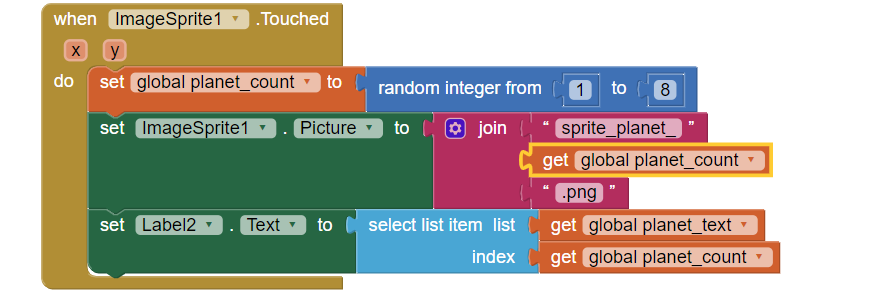 when ImageSprite1 .Touched
x y
do set global planet_count to random integer from 1 to 8
set ImageSprite1 . Picture to join “ sprite_planet_ ”
get global planet_count
“ .png ”
set Label2 . Text to select list item list get global planet_text
index get global planet_count